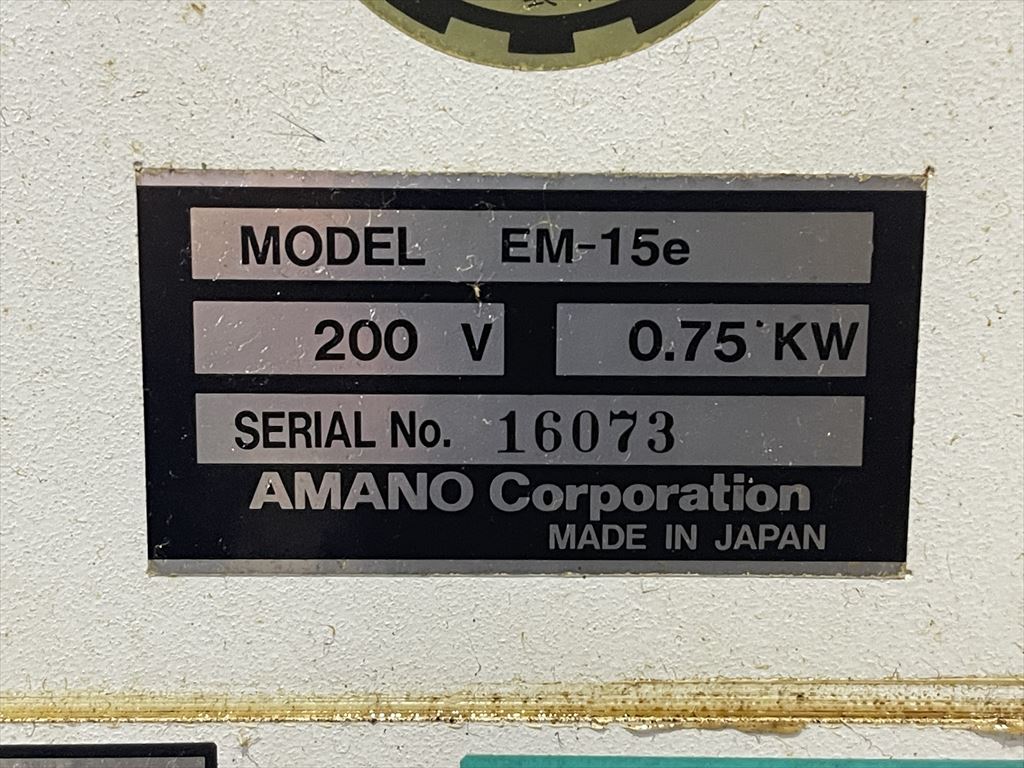 MODEL EM-15e
200 V 0.75 KW
SERIAL No. 16073
AMANO Corporation
MADE IN JAPAN